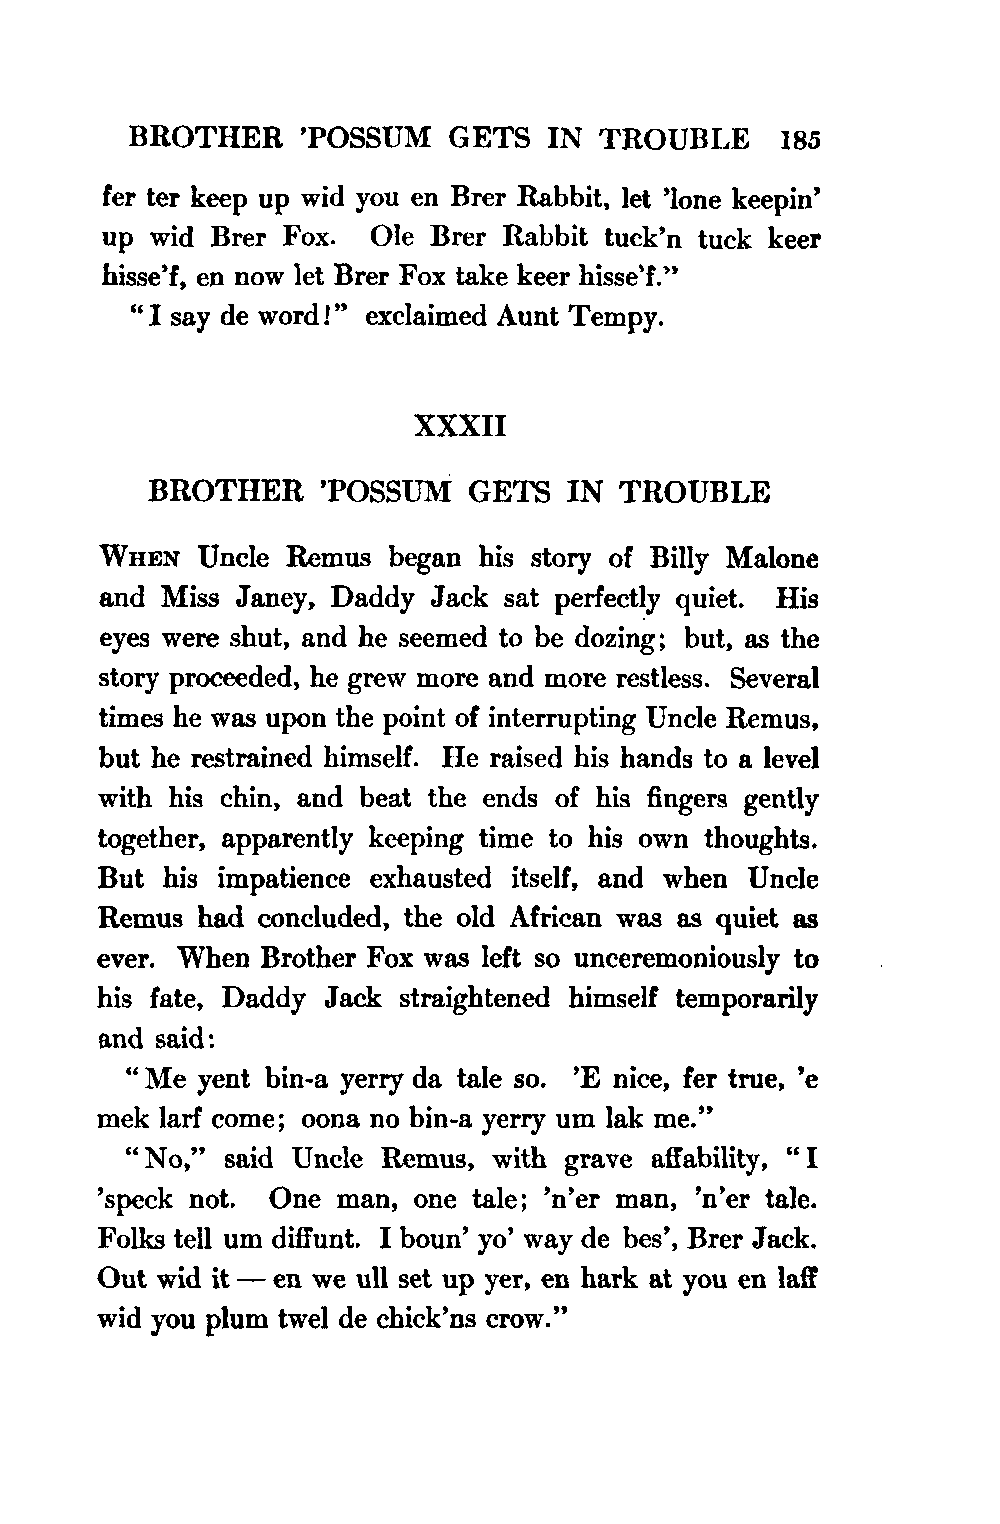 BROTHER 'POSSUM GETS IN TROUBLE 185
fer ter keep up wid you en Brer Rabbit, let 'lone keepin'
up wid Brer Fox. Ole Brer Rabbit tuck'n tuck keer
hisse'f, en now let Brer Fox take keer hisse'f."
"I say de word!" exclaimed Aunt Tempy.
XXXII
BROTHER 'POSSUM GETS IN TROUBLE
WHEN Uncle Remus began his story of Billy Malone
and Miss Janey, Daddy Jack sat perfectly quiet. His
eyes were shut, and he seemed to be dozing; but, as the
story proceeded, he grew more and more restless. Several
times he was upon the point of interrupting Uncle Remus,
but he restrained himself. He raised his hands to a level
with his chin, and beat the ends of his fingers gently
together, apparently keeping time to his own thoughts.
But his impatience exhausted itself, and when Uncle
Remus had concluded, the old African was as quiet as
ever. When Brother Fox was left so unceremoniously to
his fate, Daddy Jack straightened himself temporarily
and said:
"Me yent bin-a yerry da tale so. 'E nice, fer true, 'e
mek larf come; oona no bin-a yerry um lak me."
"No," said Uncle Remus, with grave affability, "I
'speck not. One man, one tale; 'n'er man, 'n'er tale.
Folks tell um diffunt. I boun' yo' way de bes', Brer Jack.
Out wid it — en we ull set up yer, en hark at you en laff
wid you plum twel de chick'ns crow."